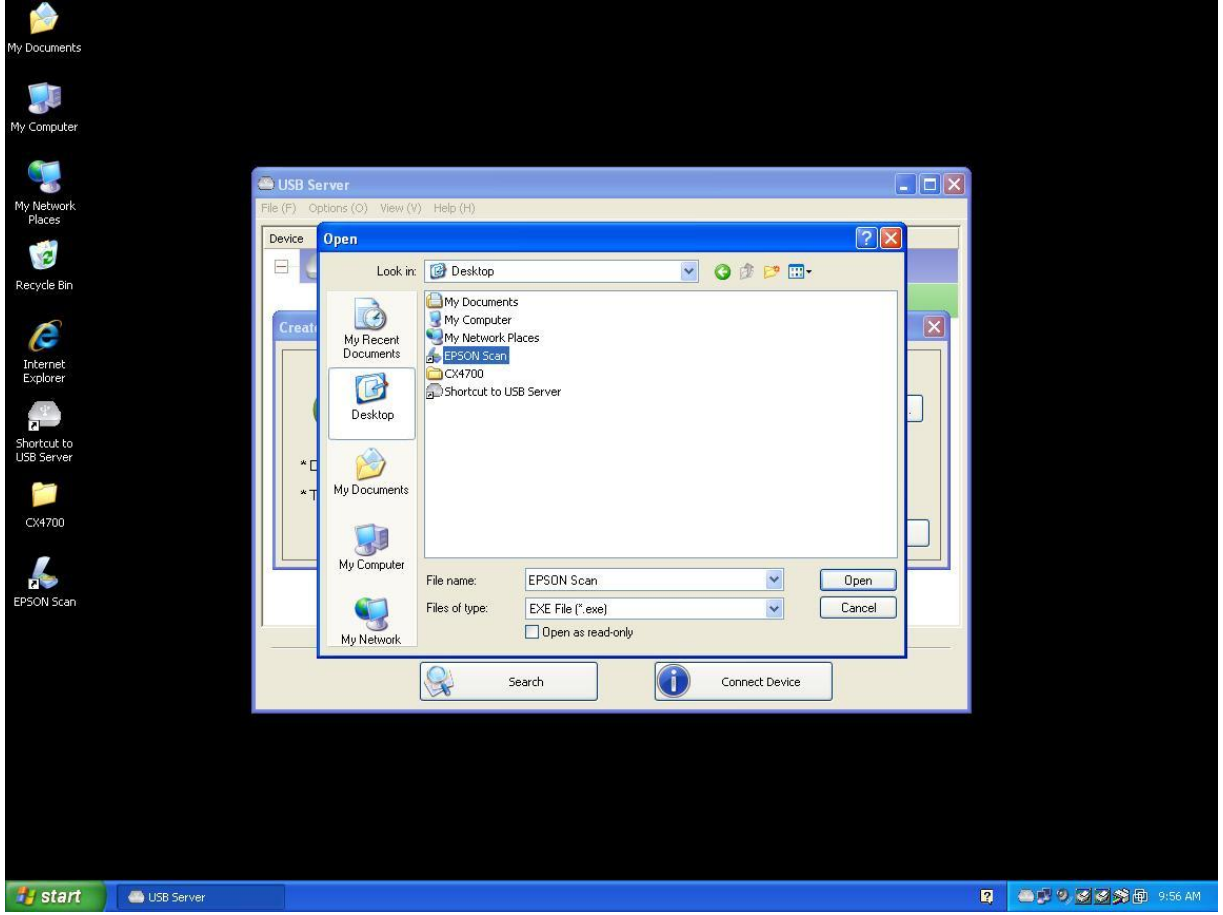 My Documents
My Computer
My Network
Places
Recycle Bin
Internet
Explorer
Shortcut to
USB Server
CX4700
EPSON Scan
USB Server
File (F) Options (O) View (V) Help (H)
Device
Open
Look in: Desktop
My Recent
Documents
Desktop
My Documents
My Computer
My Network
My Documents
My Computer
My Network Places
EPSON Scan
CX4700
Shortcut to USB Server
File name: EPSON Scan Open
Files of type: EXE File (*.exe) Cancel
Open as read-only
Search Connect Device
start USB Server 9:56 AM